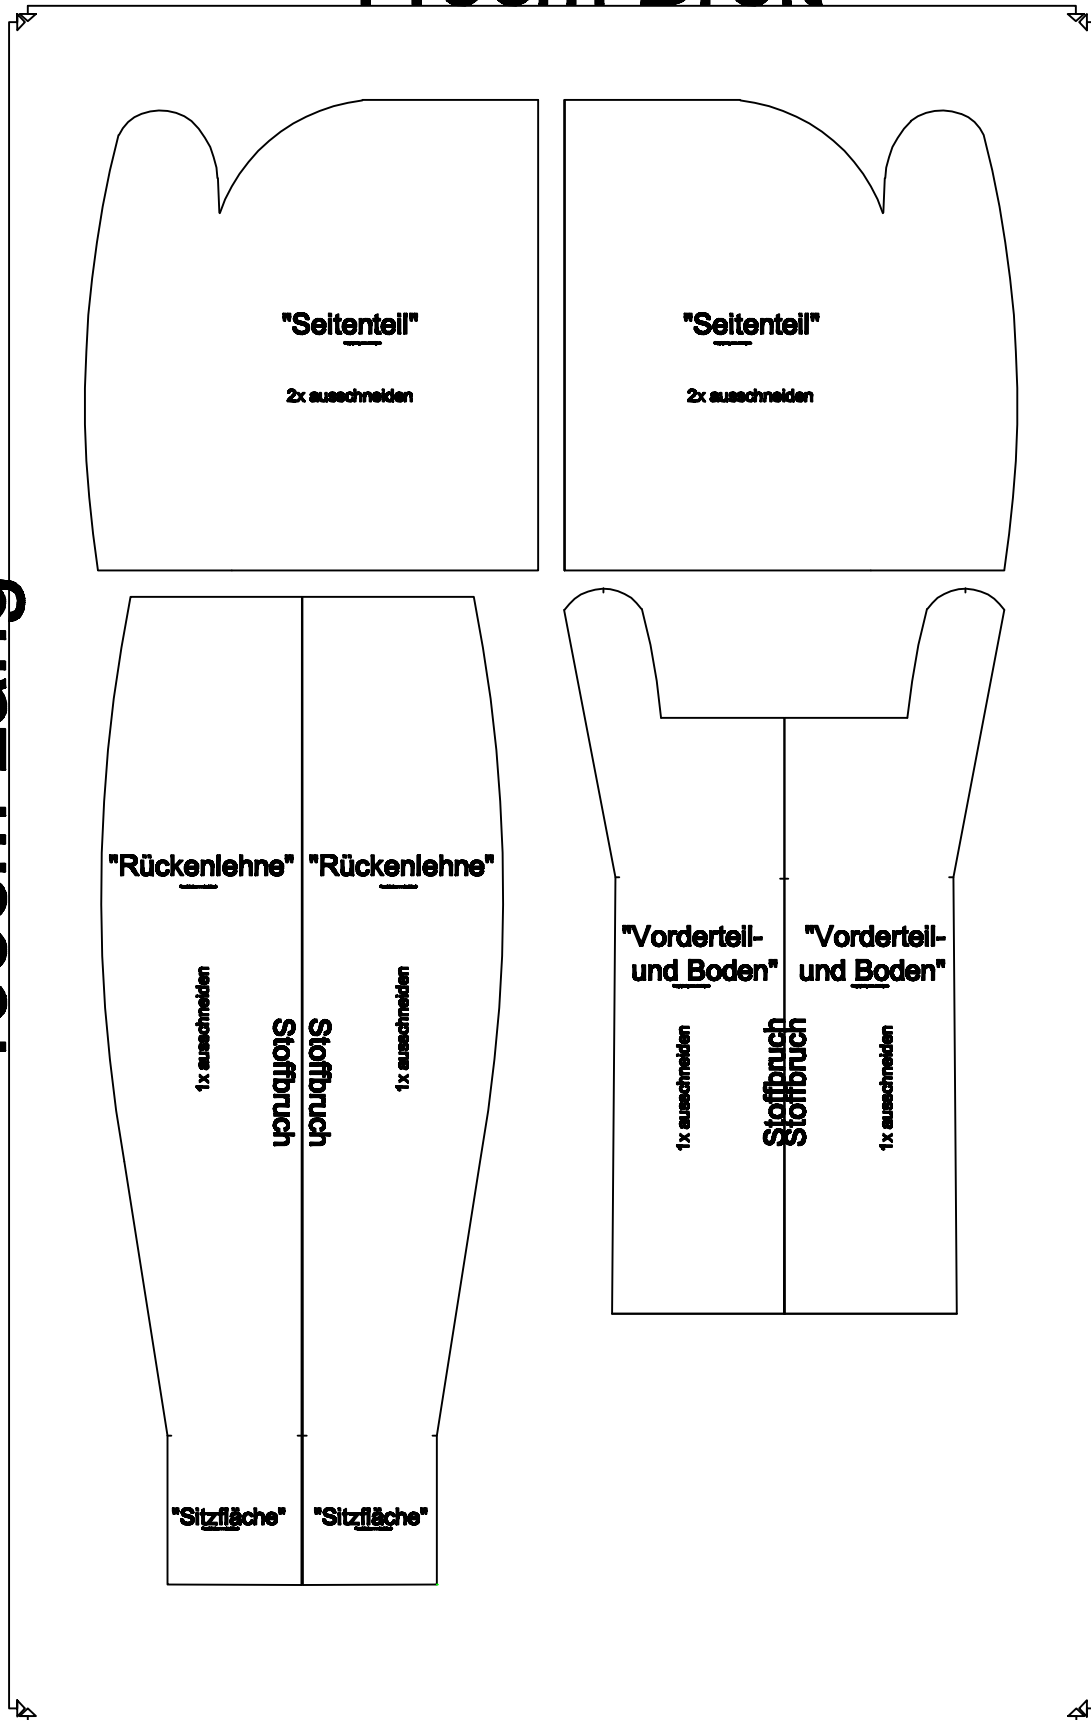 "Seitenteil"
2x ausschneiden
"Seitenteil"
2x ausschneiden
"Rückenlehne"
1x ausschneiden
Stoffbruch
"Rückenlehne"
1x ausschneiden
Stoffbruch
"Vorderteil-
und Boden"
1x ausschneiden
Stoffbruch
"Vorderteil-
und Boden"
1x ausschneiden
Stoffbruch
"Sitzfläche"
"Sitzfläche"